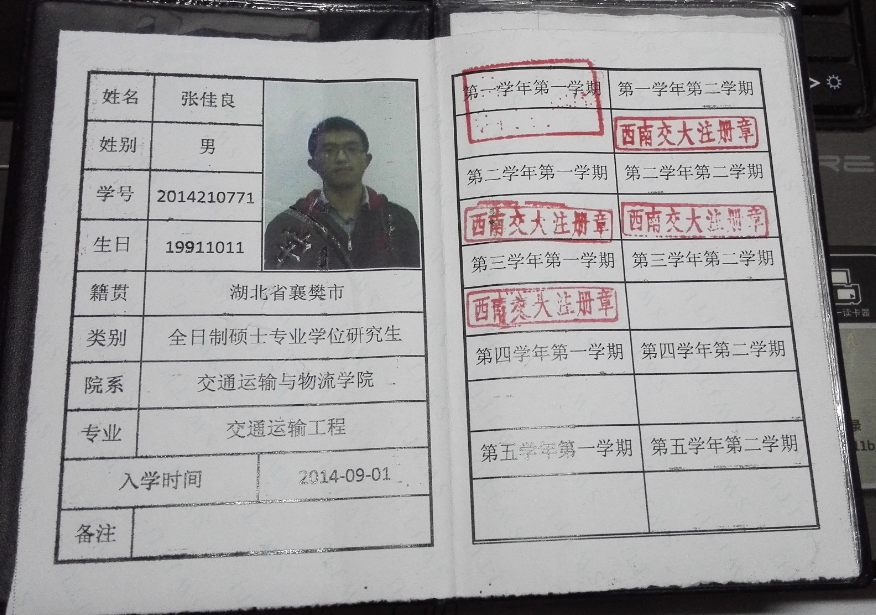 姓名 张佳良
姓别 男
学号 2014210771
生日 19911011
籍贯 湖北省襄樊市
类别 全日制硕士专业学位研究生
院系 交通运输与物流学院
专业 交通运输工程
入学时间 2014-09-01
备注
第一学年第一学期 第一学年第二学期
西南交大注册章
第二学年第一学期 第二学年第二学期
西南交大注册章 西南交大注册章
第三学年第一学期 第三学年第二学期
西南交大注册章
第四学年第一学期 第四学年第二学期
第五学年第一学期 第五学年第二学期
读卡器